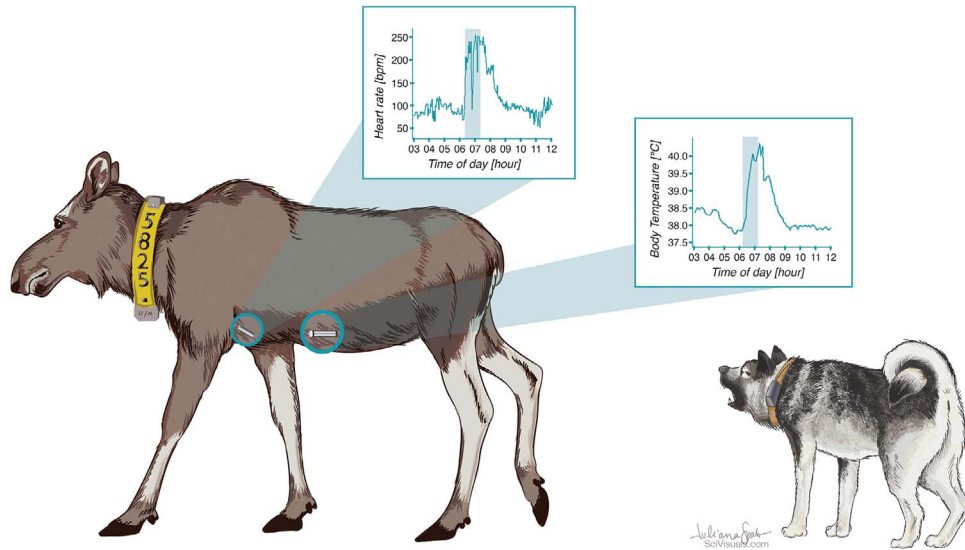 Heart rate [bpm]
250
200
150
100
50
03 04 05 06 07 08 09 10 11 12
Time of day [hour]
Body Temperature [°C]
40.0
39.0
38.5
38.0
37.5
03 04 05 06 07 08 09 10 11 12
Time of day [hour]
5
8
2
5
.
SciVisuals.com